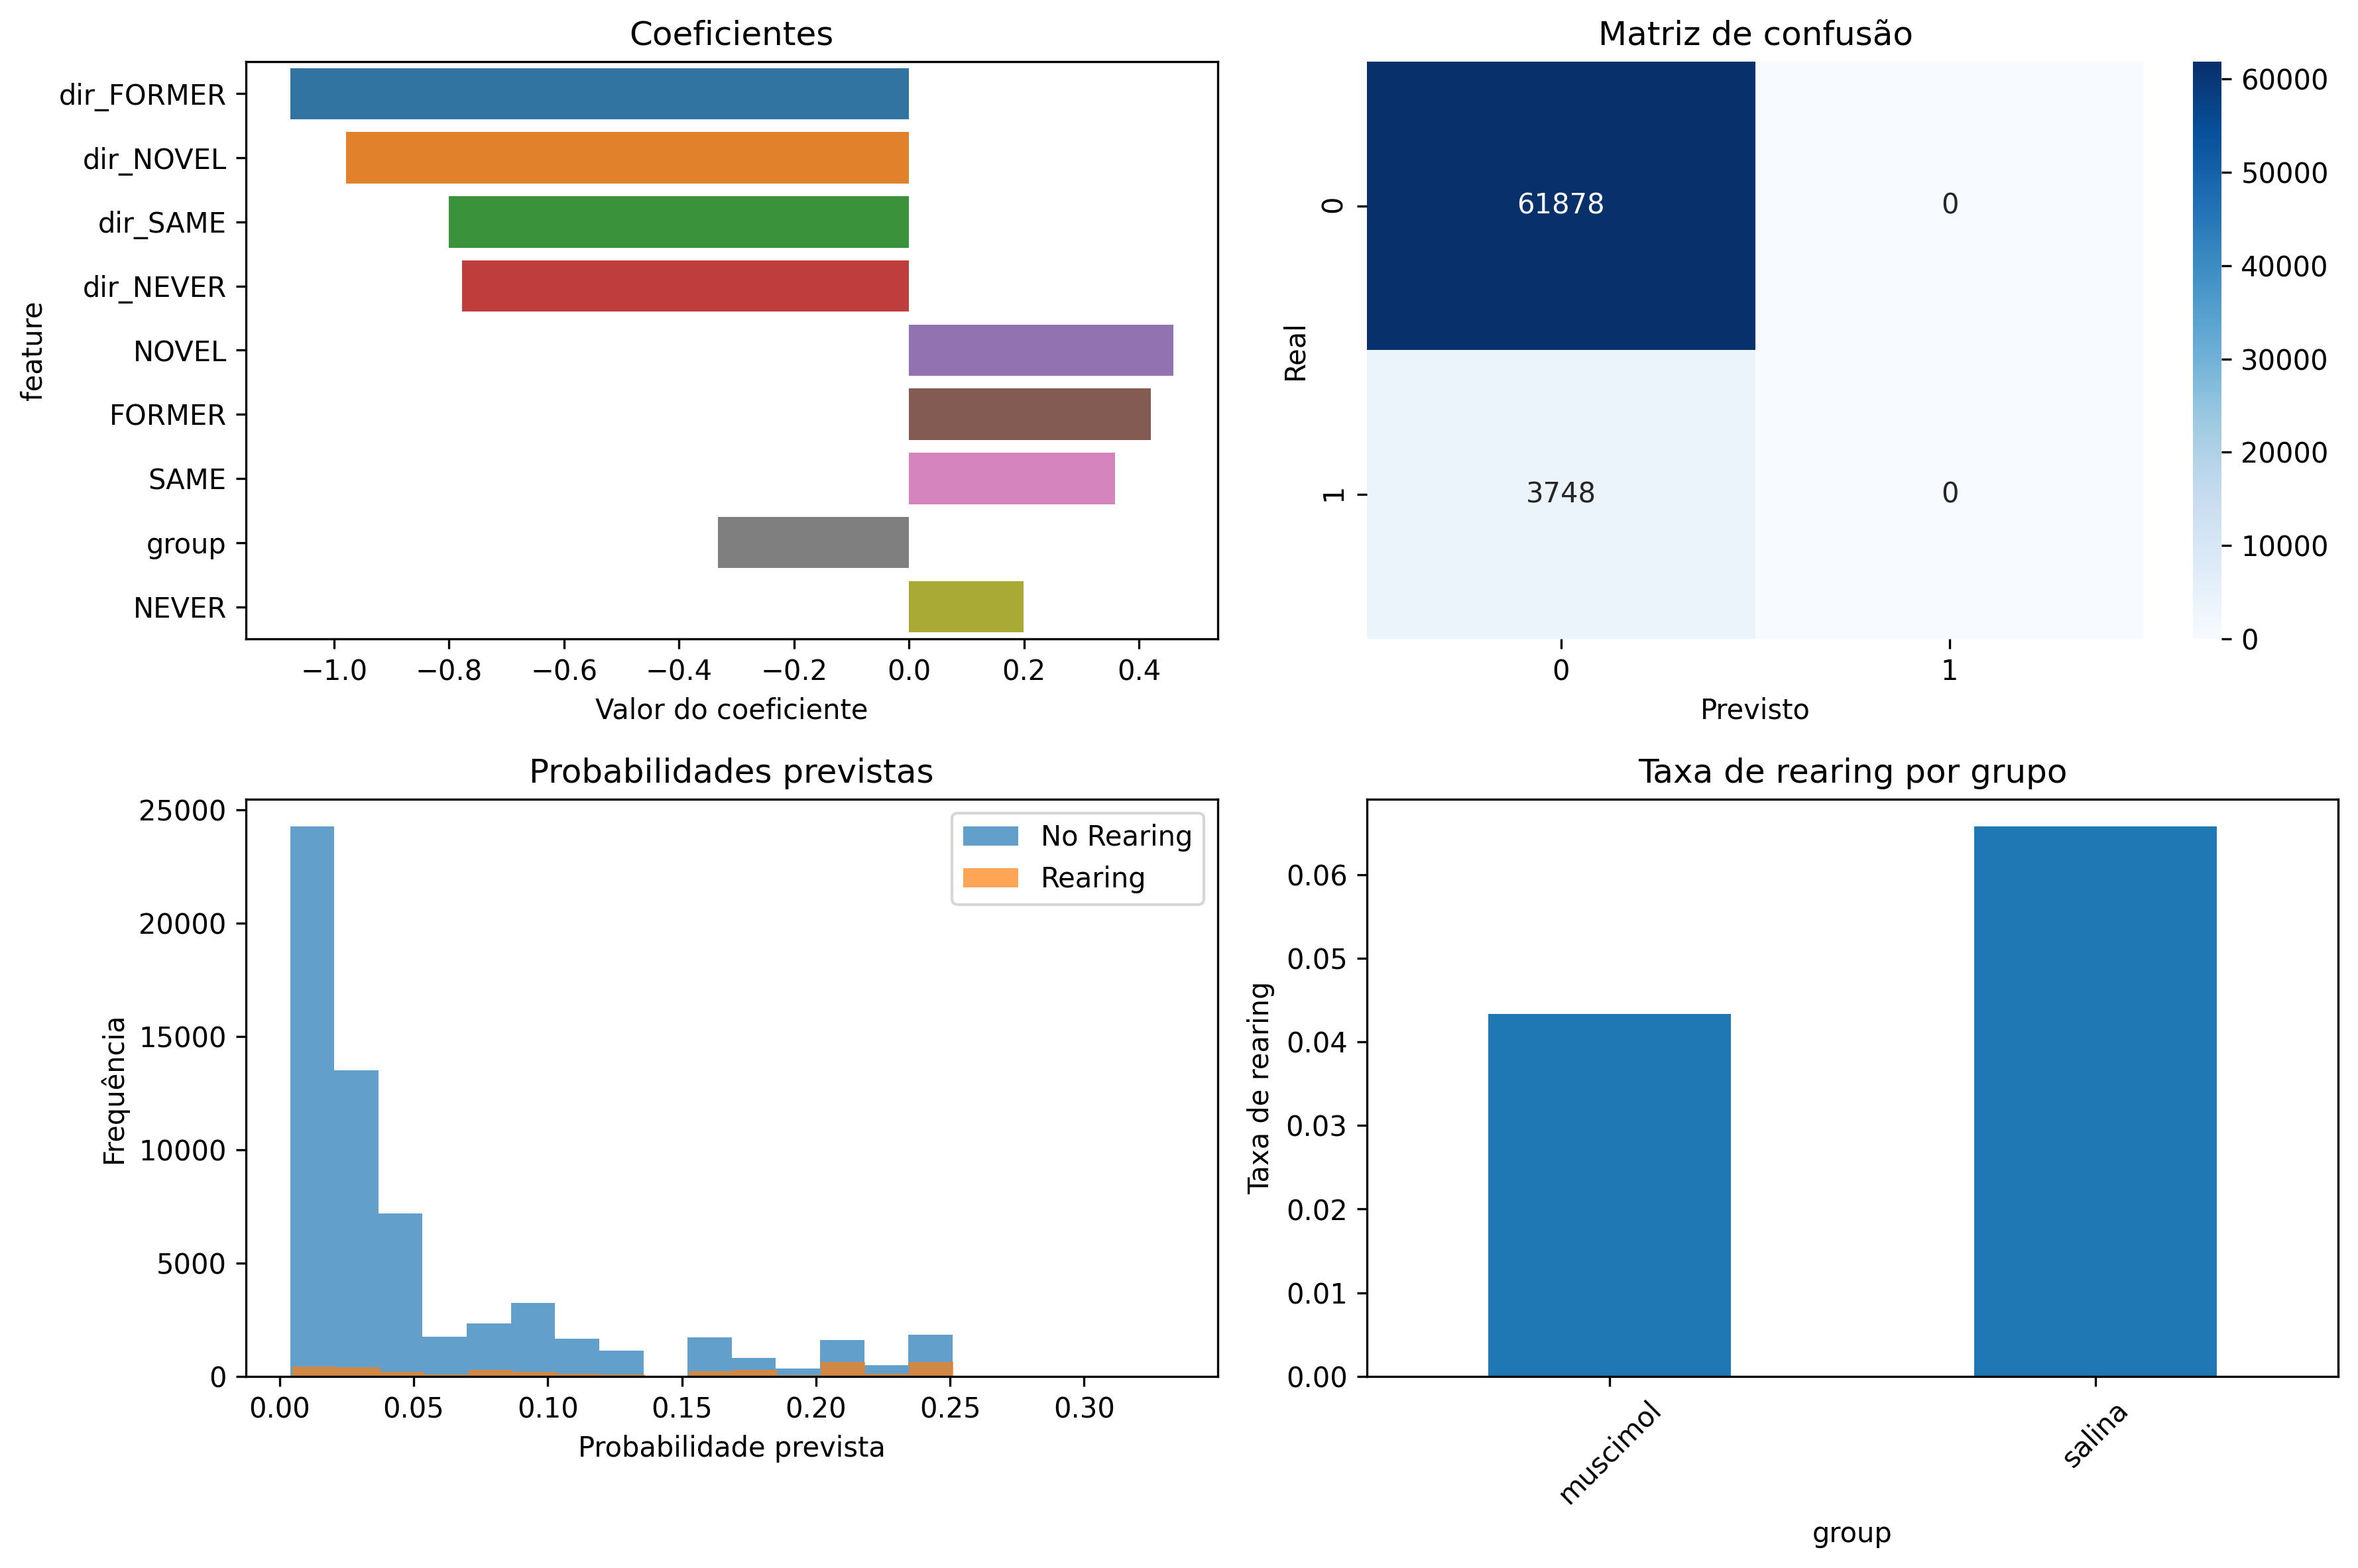 Coeficientes
feature
dir_FORMER
dir_NOVEL
dir_SAME
dir_NEVER
NOVEL
FORMER
SAME
group
NEVER
−1.0 −0.8 −0.6 −0.4 −0.2 0.0 0.2 0.4
Valor do coeficiente
Matriz de confusão
Real
0
1
61878 0
3748 0
0 1
Previsto
60000
50000
40000
30000
20000
10000
0
Probabilidades previstas
Frequência
25000
20000
15000
10000
5000
0
No Rearing
Rearing
0.00 0.05 0.10 0.15 0.20 0.25 0.30
Probabilidade prevista
Taxa de rearing por grupo
Taxa de rearing
0.06
0.05
0.04
0.03
0.02
0.01
0.00
muscimol
salina
group